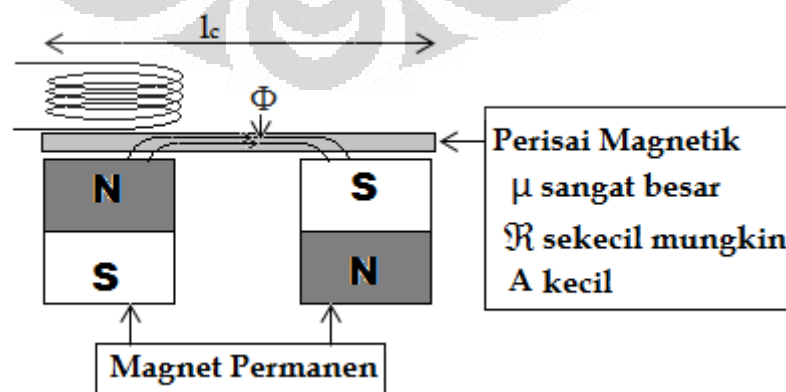 lc
Φ
Perisai Magnetik
μ sangat besar
ℜ sekecil mungkin
A kecil
N
S
S
N
Magnet Permanen